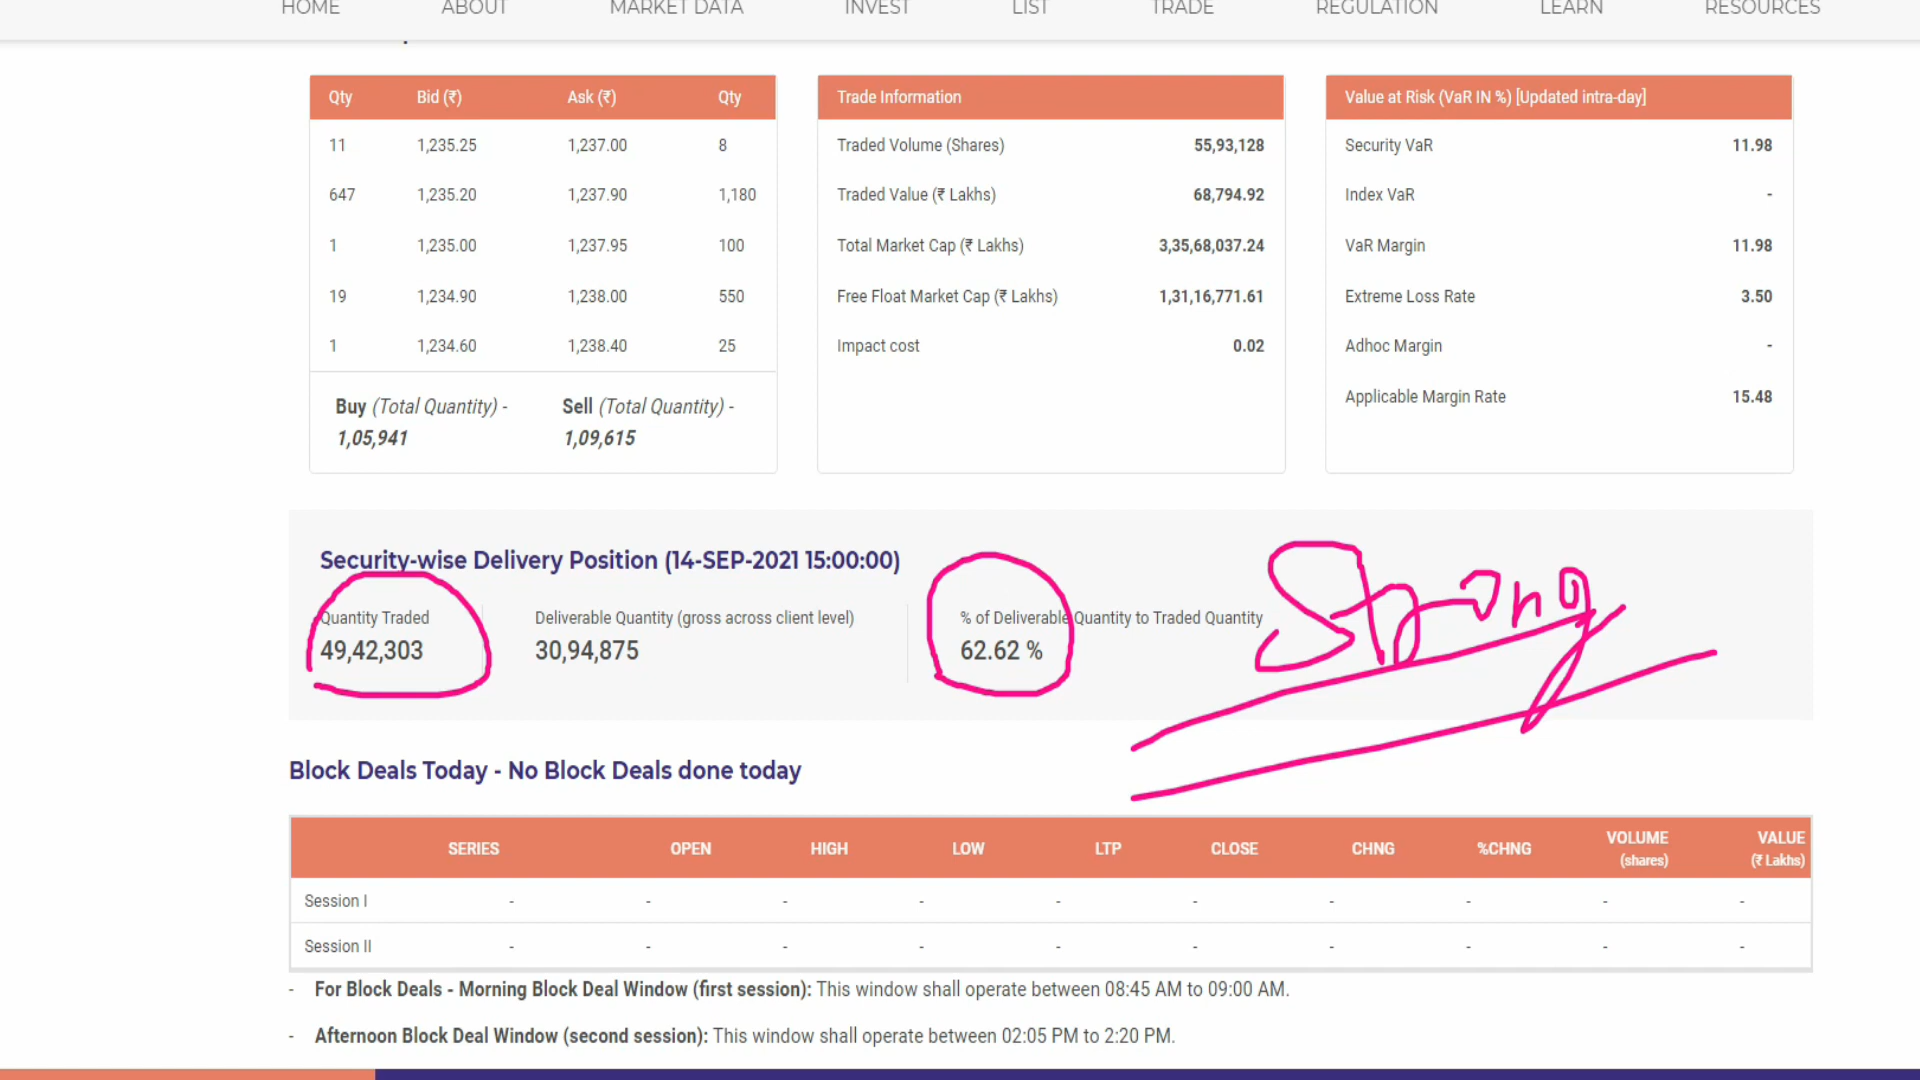 HOME ABOUT MARKET DATA INVEST LIST TRADE REGULATION LEARN RESOURCES
Qty Bid (₹) Ask (₹) Qty
11 1,235.25 1,237.00 8
647 1,235.20 1,237.90 1,180
1 1,235.00 1,237.95 100
19 1,234.90 1,238.00 550
1 1,234.60 1,238.40 25
Buy (Total Quantity) - Sell (Total Quantity) -
1,05,941 1,09,615
Trade Information
Traded Volume (Shares) 55,93,128
Traded Value (₹ Lakhs) 68,794.92
Total Market Cap (₹ Lakhs) 3,35,68,037.24
Free Float Market Cap (₹ Lakhs) 1,31,16,771.61
Impact cost 0.02
Value at Risk (VaR IN %) [Updated intra-day]
Security VaR 11.98
Index VaR -
VaR Margin 11.98
Extreme Loss Rate 3.50
Adhoc Margin -
Applicable Margin Rate 15.48
Security-wise Delivery Position (14-SEP-2021 15:00:00)
Quantity Traded Deliverable Quantity (gross across client level) % of Deliverable Quantity to Traded Quantity
49,42,303 30,94,875 62.62 %
Strong
Block Deals Today - No Block Deals done today
SERIES OPEN HIGH LOW LTP CLOSE CHNG %CHNG VOLUME (shares) VALUE (₹ Lakhs)
Session I - - - - - - - - - -
Session II - - - - - - - - - -
- For Block Deals - Morning Block Deal Window (first session): This window shall operate between 08:45 AM to 09:00 AM.
- Afternoon Block Deal Window (second session): This window shall operate between 02:05 PM to 2:20 PM.